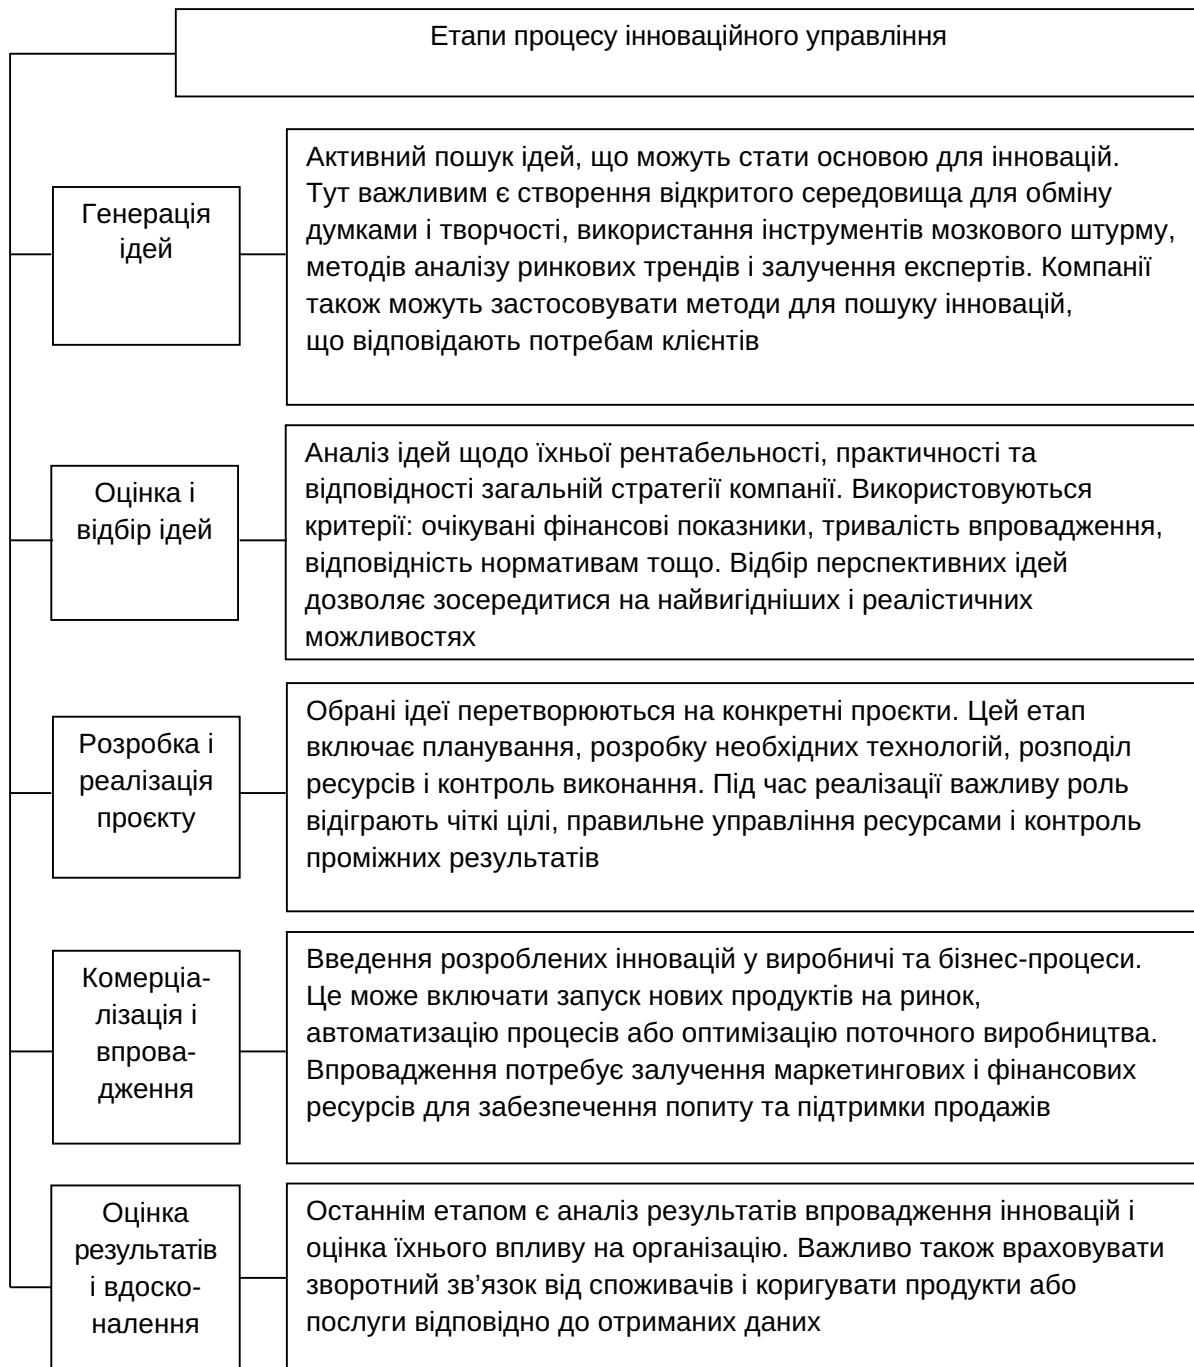 Етапи процесу інноваційного управління
Генерація
ідей
Активний пошук ідей, що можуть стати основою для інновацій.
Тут важливим є створення відкритого середовища для обміну
думками і творчості, використання інструментів мозкового штурму,
методів аналізу ринкових трендів і залучення експертів. Компанії
також можуть застосовувати методи для пошуку інновацій,
що відповідають потребам клієнтів
Оцінка і
відбір ідей
Аналіз ідей щодо їхньої рентабельності, практичності та
відповідності загальній стратегії компанії. Використовуються
критерії: очікувані фінансові показники, тривалість впровадження,
відповідність нормативам тощо. Відбір перспективних ідей
дозволяє зосередитися на найвигідніших і реалістичних
можливостях
Розробка і
реалізація
проєкту
Обрані ідеї перетворюються на конкретні проєкти. Цей етап
включає планування, розробку необхідних технологій, розподіл
ресурсів і контроль виконання. Під час реалізації важливу роль
відіграють чіткі цілі, правильне управління ресурсами і контроль
проміжних результатів
Комерціа-
лізація і
впрова-
дження
Введення розроблених інновацій у виробничі та бізнес-процеси.
Це може включати запуск нових продуктів на ринок,
автоматизацію процесів або оптимізацію поточного виробництва.
Впровадження потребує залучення маркетингових і фінансових
ресурсів для забезпечення попиту та підтримки продажів
Оцінка
результатів
і вдоско-
налення
Останнім етапом є аналіз результатів впровадження інновацій і
оцінка їхнього впливу на організацію. Важливо також враховувати
зворотний зв’язок від споживачів і коригувати продукти або
послуги відповідно до отриманих даних